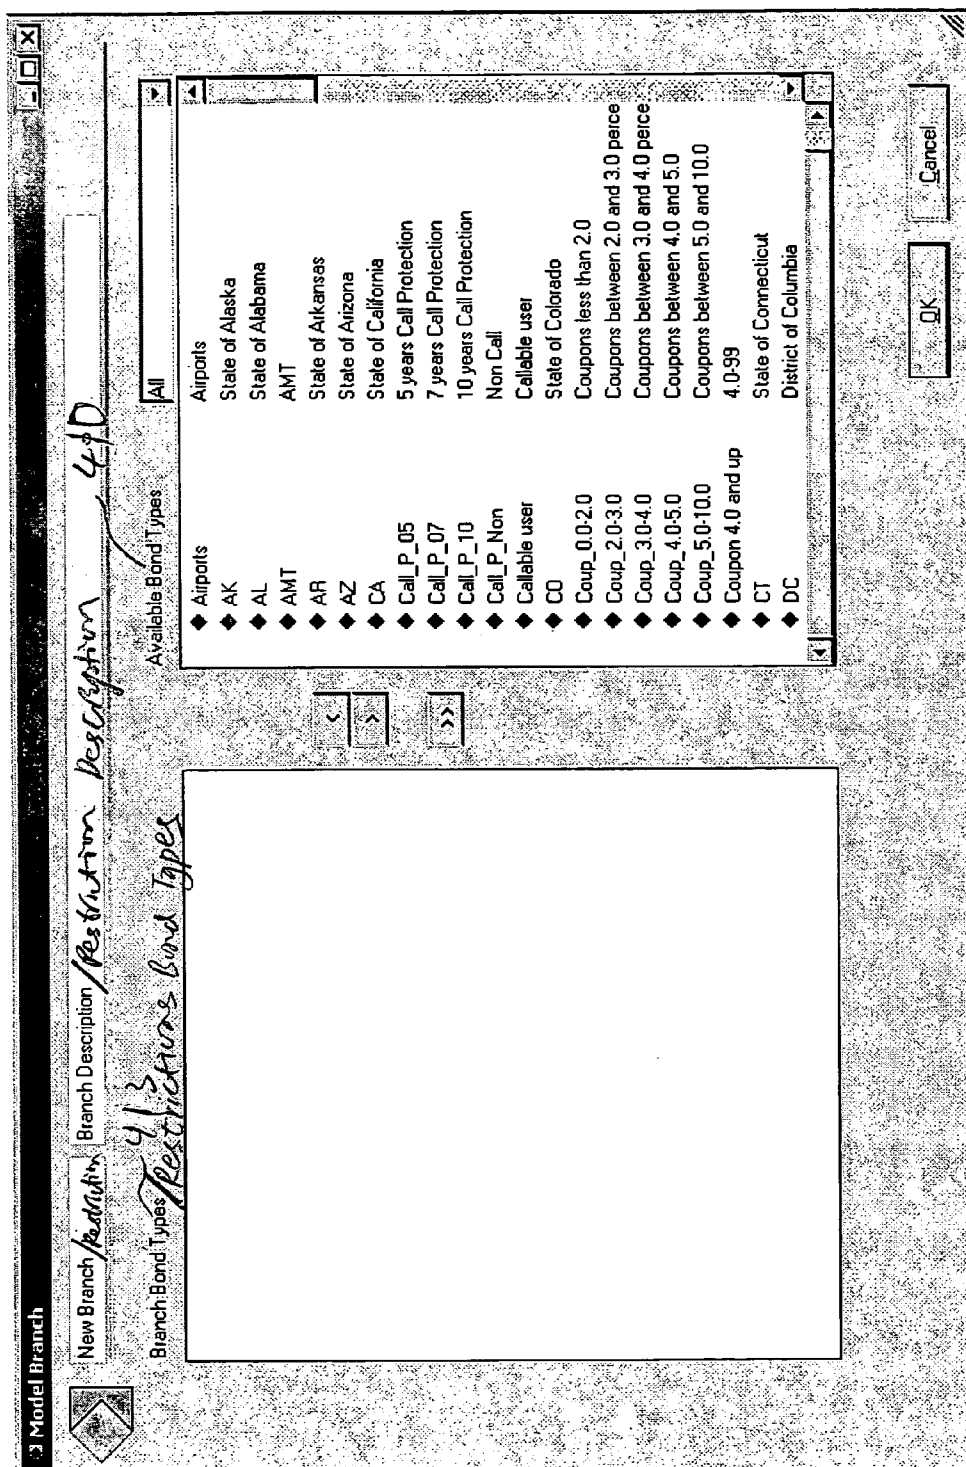 Model Branch
New Branch /Restriction Branch Description /Restriction Description
413 410
Branch:Bond Types /Restrictions Bond Types Available Bond Types All
Airports Airports
AK State of Alaska
AL State of Alabama
AMT AMT
AR State of Arkansas
AZ State of Arizona
CA State of California
Call_P_05 5 years Call Protection
Call_P_07 7 years Call Protection
Call_P_10 10 years Call Protection
Call_P_Non Non Call
Callable user Callable user
CO State of Colorado
Coup_0.0-2.0 Coupons less than 2.0
Coup_2.0-3.0 Coupons between 2.0 and 3.0 perce
Coup_3.0-4.0 Coupons between 3.0 and 4.0 perce
Coup_4.0-5.0 Coupons between 4.0 and 5.0
Coup_5.0-10.0 Coupons between 5.0 and 10.0
Coupon 4.0 and up 4.0-99
CT State of Connecticut
DC District of Columbia
<
>
>>
OK Cancel